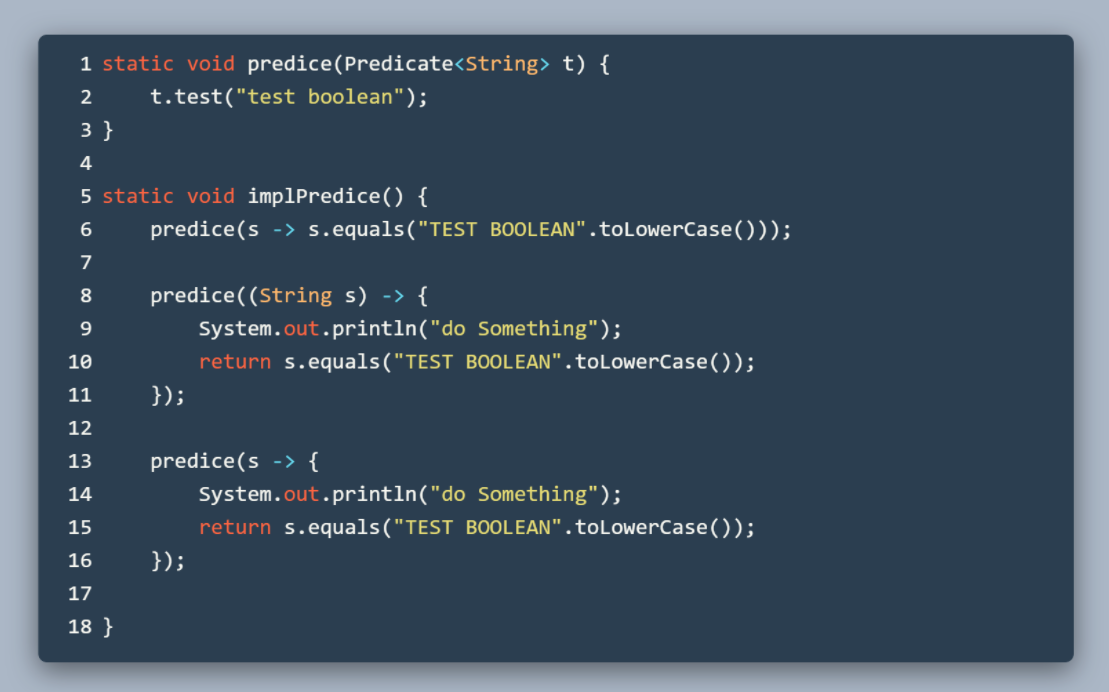 1 static void predice(Predicate<String> t) {
2     t.test("test boolean");
3 }
4
5 static void implPredice() {
6     predice(s -> s.equals("TEST BOOLEAN".toLowerCase()));
7
8     predice((String s) -> {
9         System.out.println("do Something");
10         return s.equals("TEST BOOLEAN".toLowerCase());
11     });
12
13     predice(s -> {
14         System.out.println("do Something");
15         return s.equals("TEST BOOLEAN".toLowerCase());
16     });
17
18 }